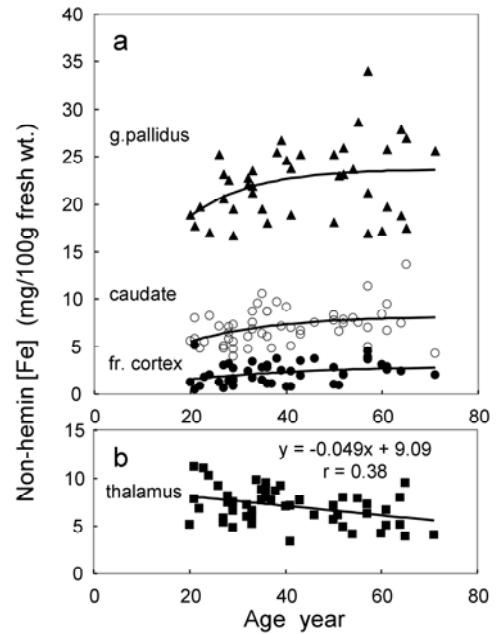 Non-hemin [Fe] (mg/100g fresh wt.)
40
35
30
25
20
15
10
5
0
a
g.pallidus
caudate
fr. cortex
0 20 40 60 80
15
10
5
0
b
thalamus
y = -0.049x + 9.09
r = 0.38
0 20 40 60 80
Age year